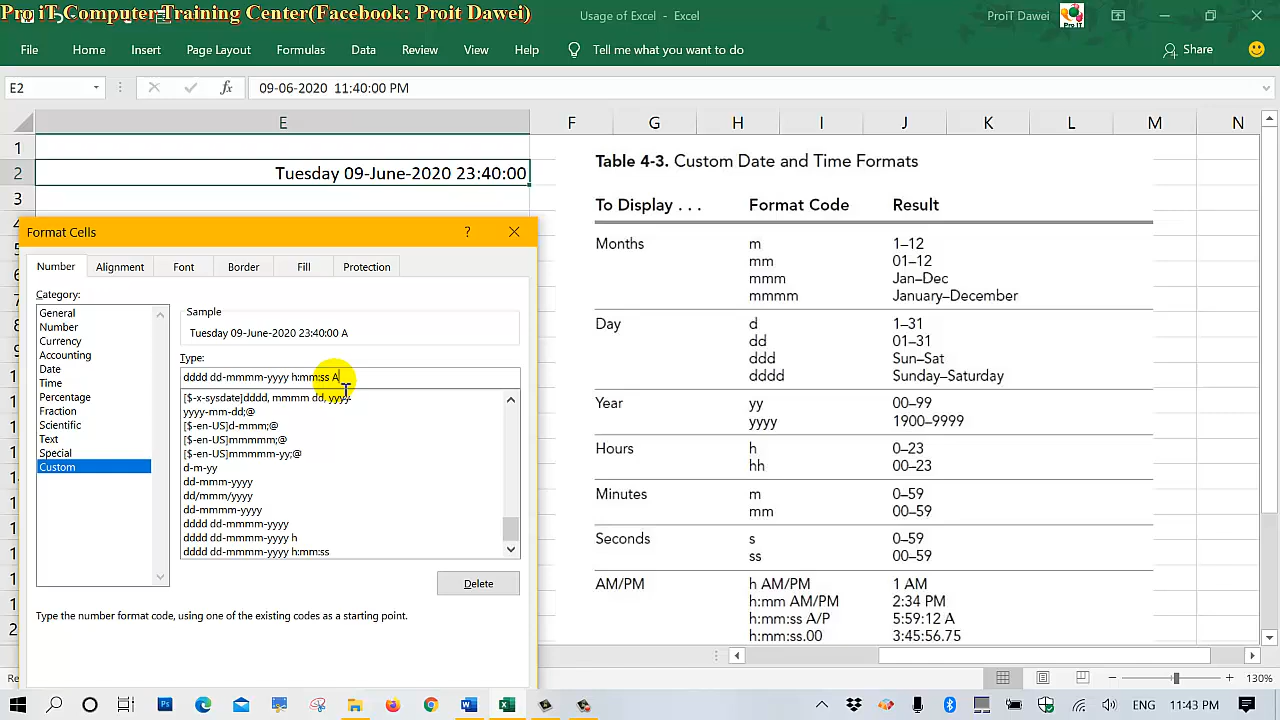 Pro iT Computer Training Center(Facebook: Proit Dawei)
Usage of Excel - Excel
ProiT Dawei
File Home Insert Page Layout Formulas Data Review View Help Tell me what you want to do Share
E2 fx 09-06-2020 11:40:00 PM
E F G H I J K L M N
1
2 Tuesday 09-June-2020 23:40:00
3
Table 4-3. Custom Date and Time Formats
To Display . . . Format Code Result
Months m 1–12
mm 01–12
mmm Jan–Dec
mmmm January–December
Day d 1–31
dd 01–31
ddd Sun–Sat
dddd Sunday–Saturday
Year yy 00–99
yyyy 1900–9999
Hours h 0–23
hh 00–23
Minutes m 0–59
mm 00–59
Seconds s 0–59
ss 00–59
AM/PM h AM/PM 1 AM
h:mm AM/PM 2:34 PM
h:mm:ss A/P 5:59:12 A
h:mm:ss.00 3:45:56.75
Format Cells ?
Number Alignment Font Border Fill Protection
Category:
General
Number
Currency
Accounting
Date
Time
Percentage
Fraction
Scientific
Text
Special
Custom
Sample
Tuesday 09-June-2020 23:40:00 A
Type:
dddd dd-mmmm-yyyy h:mm:ss A
[$-x-sysdate]dddd, mmmm dd, yyyy
yyyy-mm-dd;@
[$-en-US]d-mmm;@
[$-en-US]mmmmm;@
[$-en-US]mmmmm-yy;@
d-m-yy
dd-mmm-yyyy
dd/mmm/yyyy
dd-mmmm-yyyy
dddd dd-mmmm-yyyy
dddd dd-mmmm-yyyy h
dddd dd-mmmm-yyyy h:mm:ss
Delete
Type the number format code, using one of the existing codes as a starting point.
130%
11:43 PM